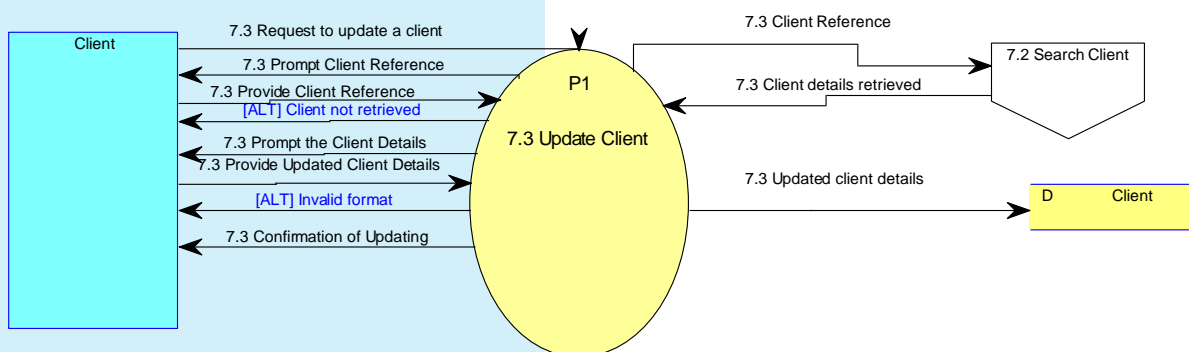 Client
7.3 Request to update a client
7.3 Prompt Client Reference
7.3 Provide Client Reference
[ALT] Client not retrieved
7.3 Prompt the Client Details
7.3 Provide Updated Client Details
[ALT] Invalid format
7.3 Confirmation of Updating
P1
7.3 Update Client
7.3 Client Reference
7.2 Search Client
7.3 Client details retrieved
7.3 Updated client details
D Client